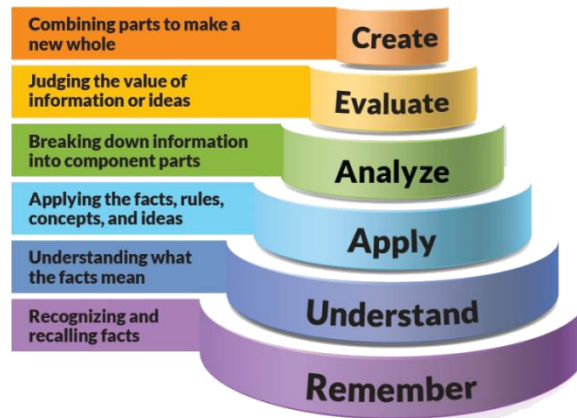 Combining parts to make a
new whole
Create
Judging the value of
information or ideas
Evaluate
Breaking down information
into component parts
Analyze
Applying the facts, rules,
concepts, and ideas
Apply
Understanding what
the facts mean
Understand
Recognizing and
recalling facts
Remember